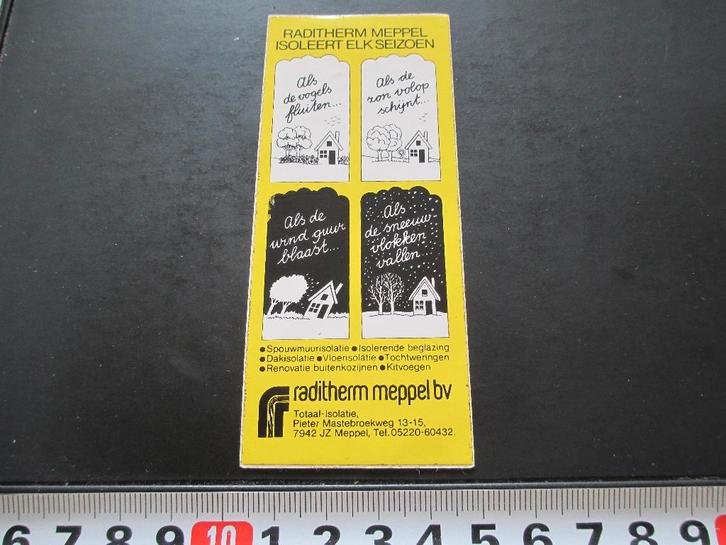 RADITHERM MEPPEL
ISOLEERT ELK SEIZOEN
Als
de vogels
fluiten...
Als de
zon volop
schijnt...
Als de
wind guur
blaast...
Als
de sneeuw
vlokken
vallen
●Spouwmuurisolatie ●Isolerende beglazing
●Dakisolatie ●Vloerisolatie ●Tochtweringen
●Renovatie buitenkozijnen ●Kitvoegen
raditherm meppel bv
Totaal-isolatie,
Pieter Mastebroekweg 13-15,
7942 JZ Meppel, Tel. 05220-60432.
6 7 8 9 10 1 2 3 4 5 6 7 8 9